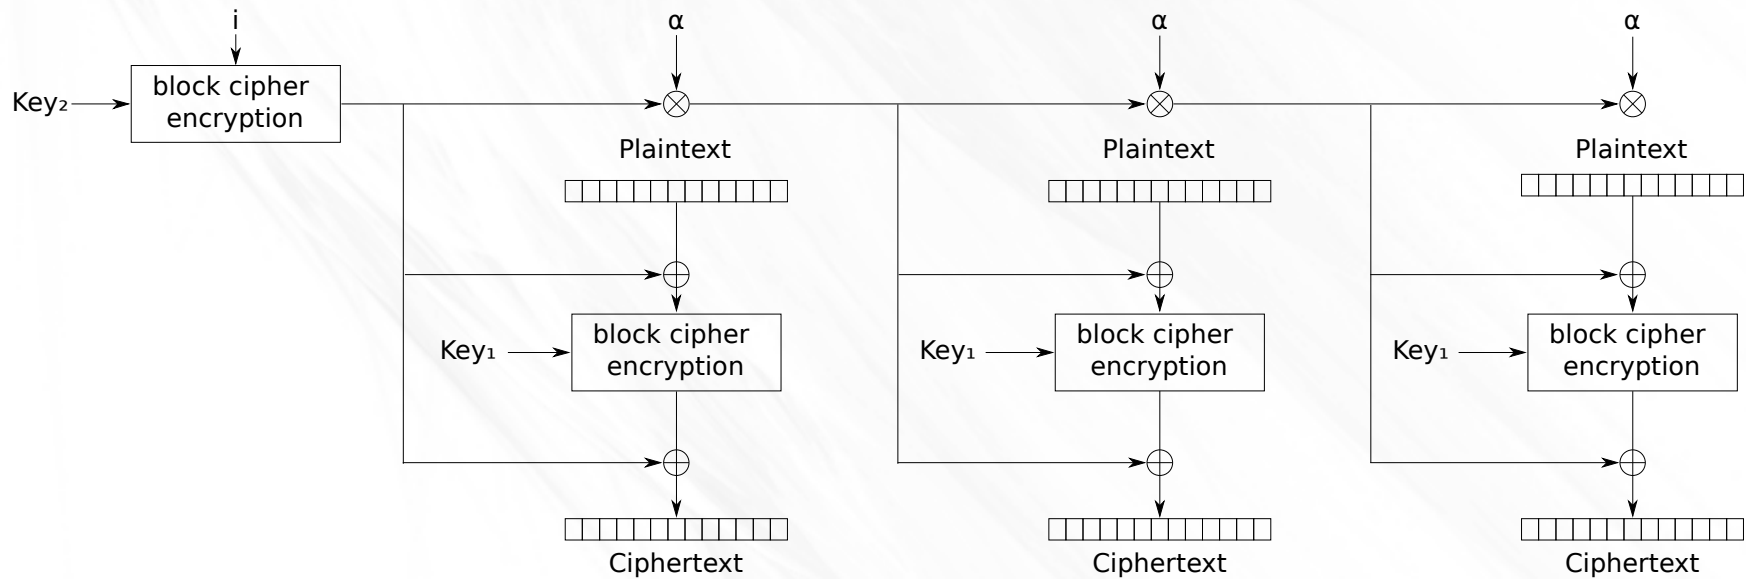 i
α
α
α
block cipher
encryption
Key₂
Plaintext
Plaintext
Plaintext
block cipher
encryption
block cipher
encryption
block cipher
encryption
Key₁
Key₁
Key₁
Ciphertext
Ciphertext
Ciphertext